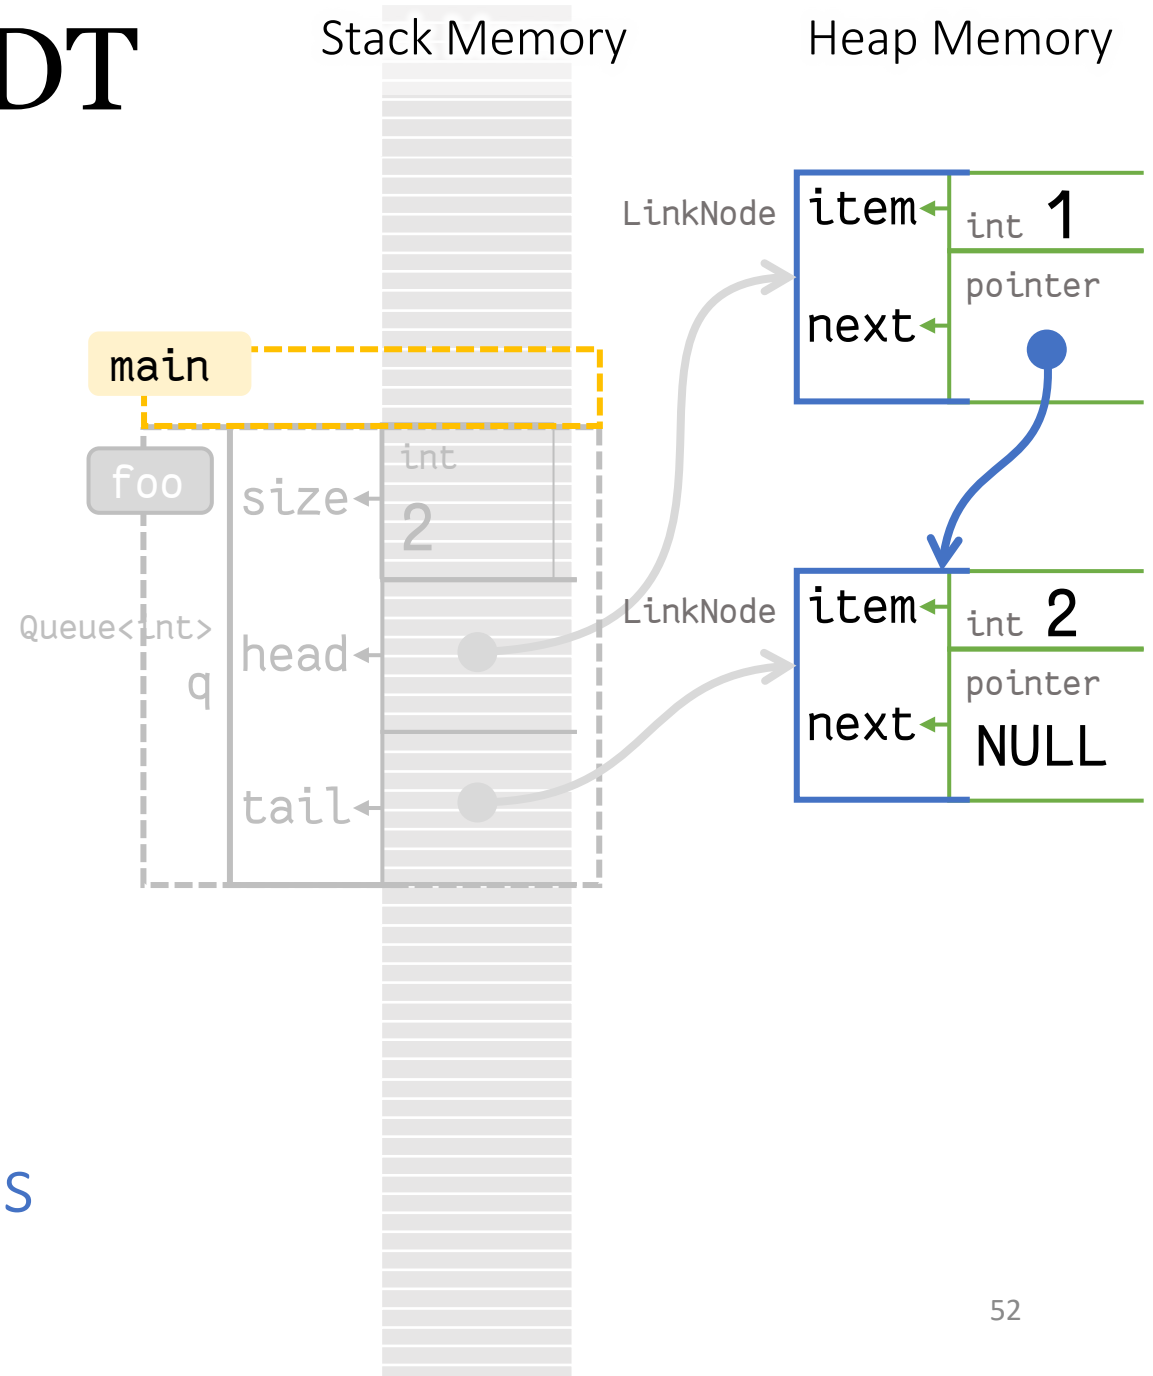 DT
Stack Memory
Heap Memory
LinkNode
item
int 1
pointer
next
main
foo
int
size
2
Queue<int>
q
head
tail
LinkNode
item
int 2
pointer
next
NULL
s
52